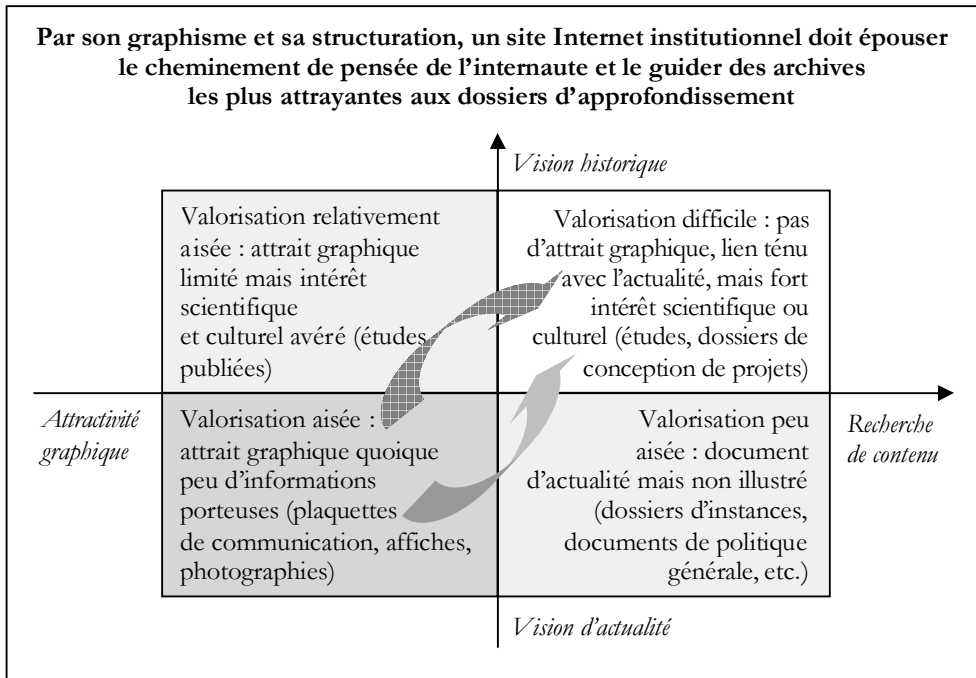 Par son graphisme et sa structuration, un site Internet institutionnel doit épouser
le cheminement de pensée de l’internaute et le guider des archives
les plus attrayantes aux dossiers d’approfondissement
Vision historique
Valorisation relativement
aisée : attrait graphique
limité mais intérêt
scientifique
et culturel avéré (études
publiées)
Valorisation difficile : pas
d’attrait graphique, lien ténu
avec l’actualité, mais fort
intérêt scientifique ou
culturel (études, dossiers de
conception de projets)
Attractivité
graphique
Valorisation aisée :
attrait graphique quoique
peu d’informations
porteuses (plaquettes
de communication, affiches,
photographies)
Valorisation peu
aisée : document
d’actualité mais non illustré
(dossiers d’instances,
documents de politique
générale, etc.)
Recherche
de contenu
Vision d’actualité